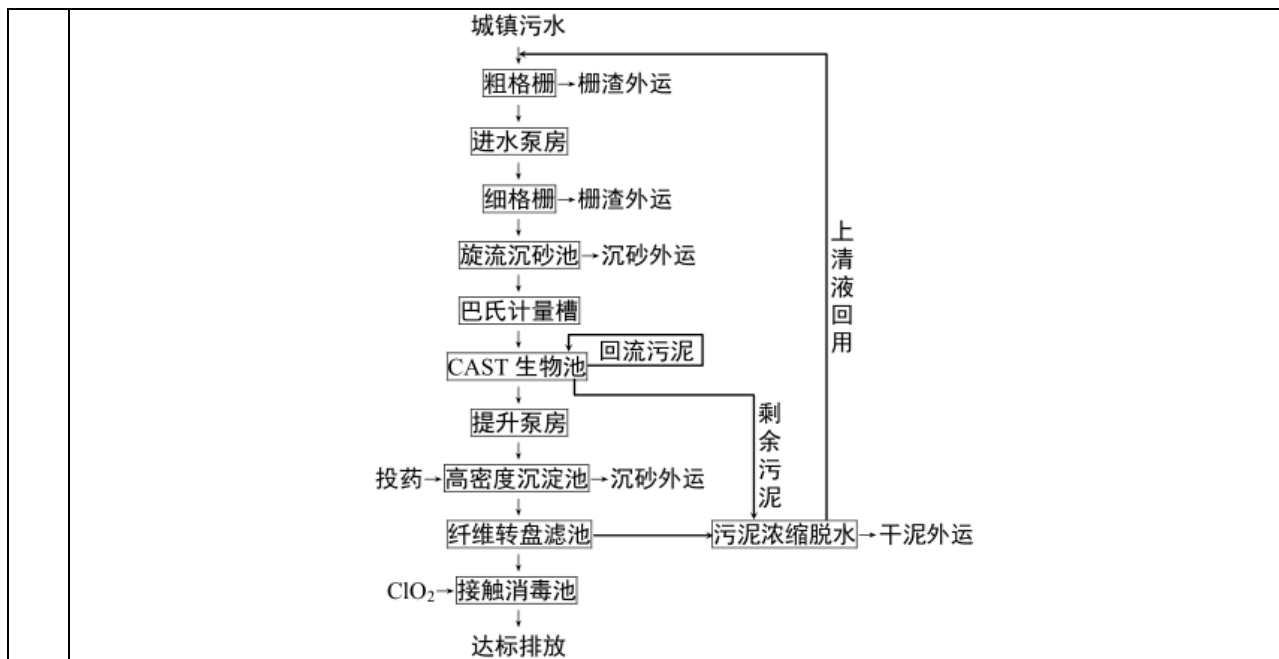 城镇污水
粗格栅→栅渣外运
进水泵房
细格栅→栅渣外运
旋流沉砂池→沉砂外运
巴氏计量槽
回流污泥
CAST 生物池
提升泵房
投药→高密度沉淀池→沉砂外运
纤维转盘滤池
污泥浓缩脱水→干泥外运
ClO₂→接触消毒池
达标排放
剩余污泥
上清液回用